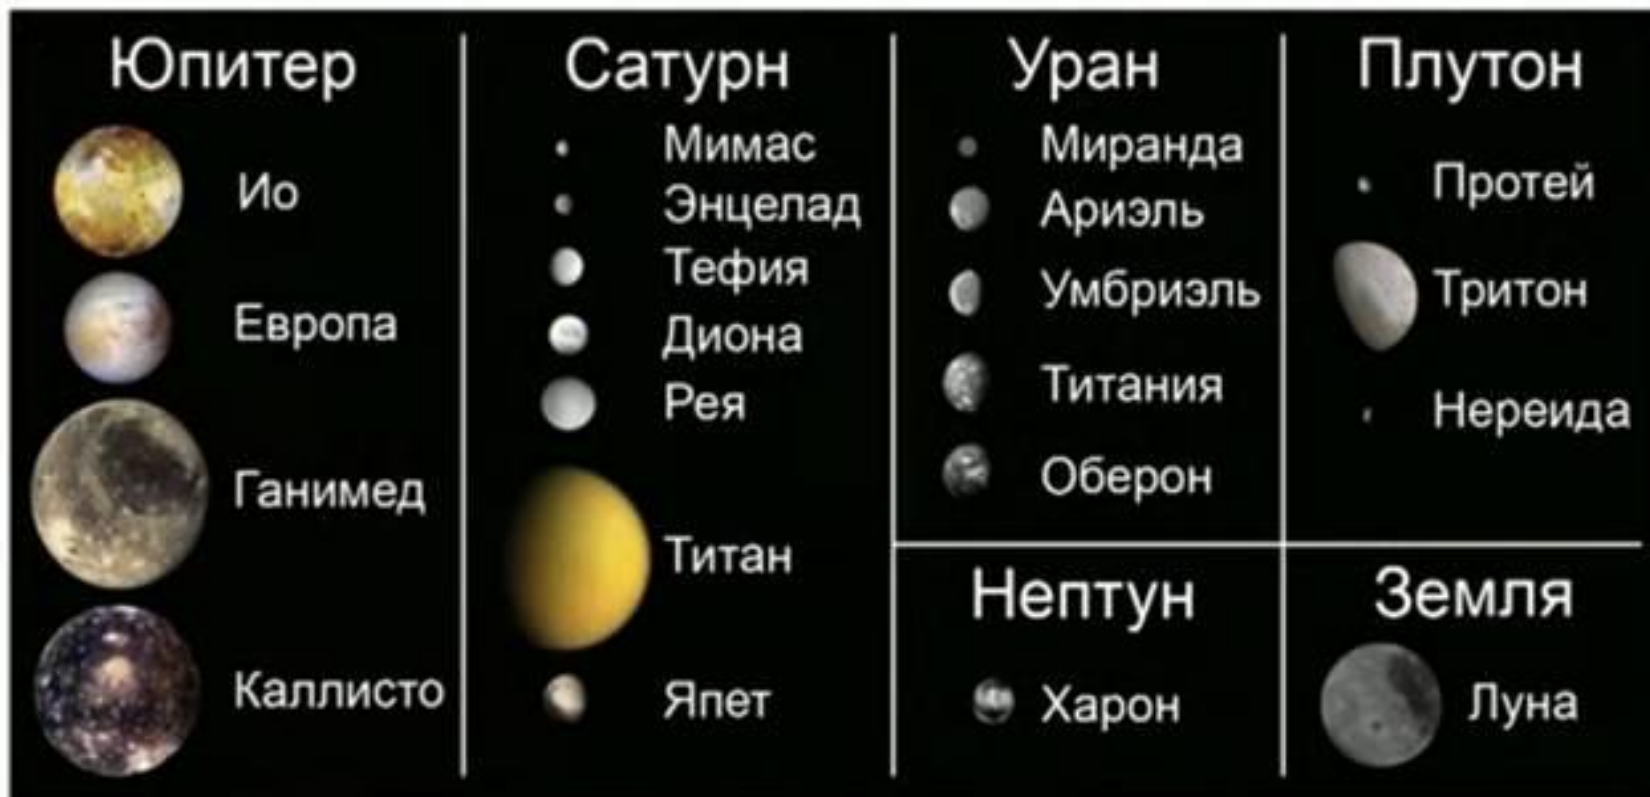 Юпитер
Ио
Европа
Ганимед
Каллисто
Сатурн
Мимас
Энцелад
Тефия
Диона
Рея
Титан
Япет
Уран
Миранда
Ариэль
Умбриэль
Титания
Оберон
Плутон
Протей
Тритон
Нереида
Нептун
Харон
Земля
Луна